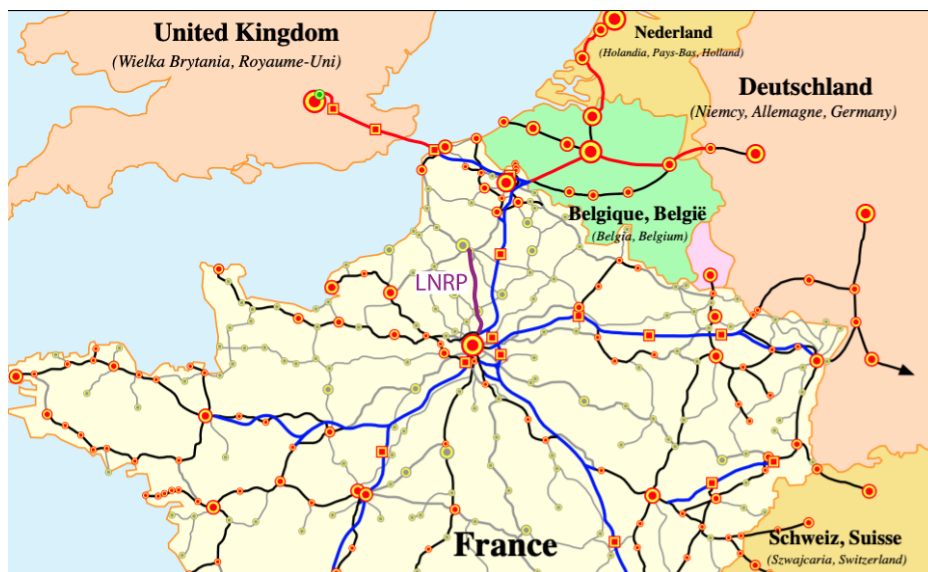 United Kingdom
(Wielka Brytania, Royaume-Uni)
Nederland
(Holandia, Pays-Bas, Holland)
Deutschland
(Niemcy, Allemagne, Germany)
Belgique, België
(Belgia, Belgium)
LNRP
France
Schweiz, Suisse
(Szwajcaria, Switzerland)